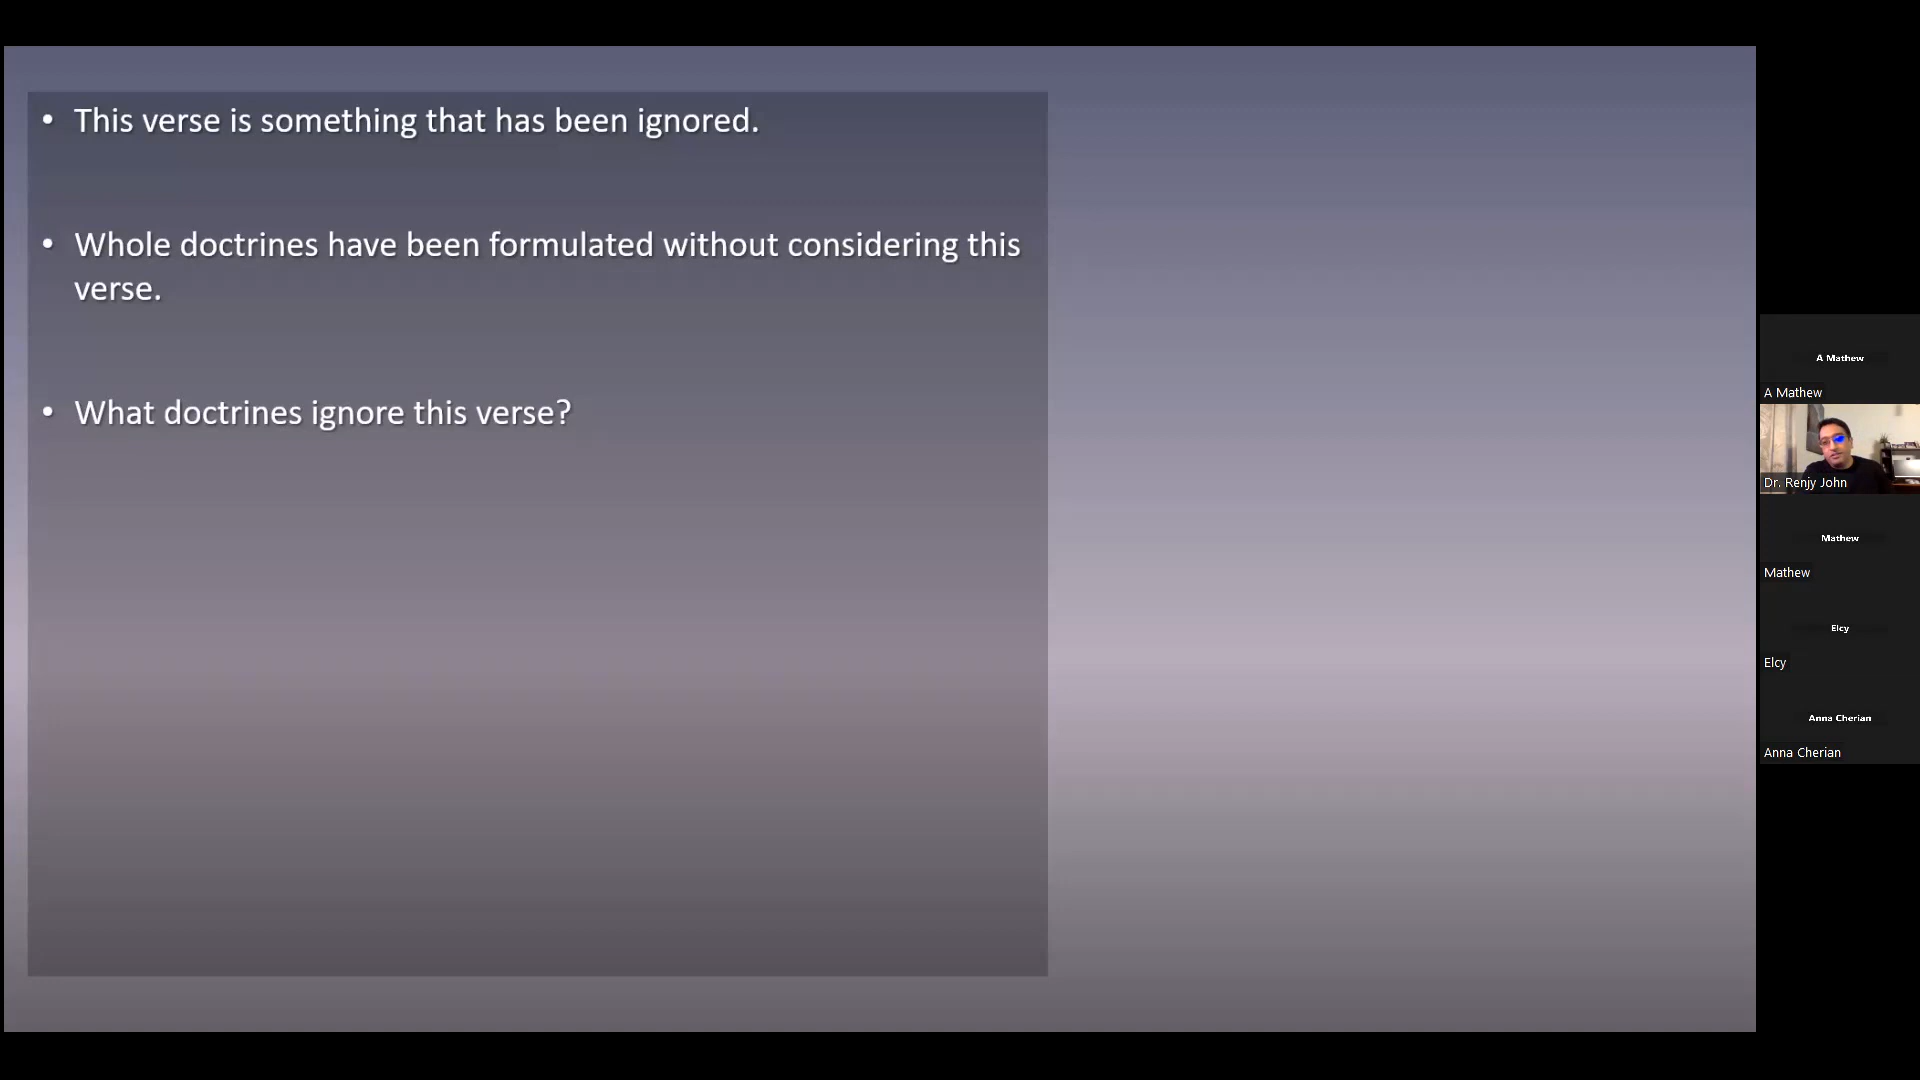 • This verse is something that has been ignored.
• Whole doctrines have been formulated without considering this
verse.
• What doctrines ignore this verse?
A Mathew
A Mathew
Dr. Renjy John
Mathew
Mathew
Elcy
Elcy
Anna Cherian
Anna Cherian